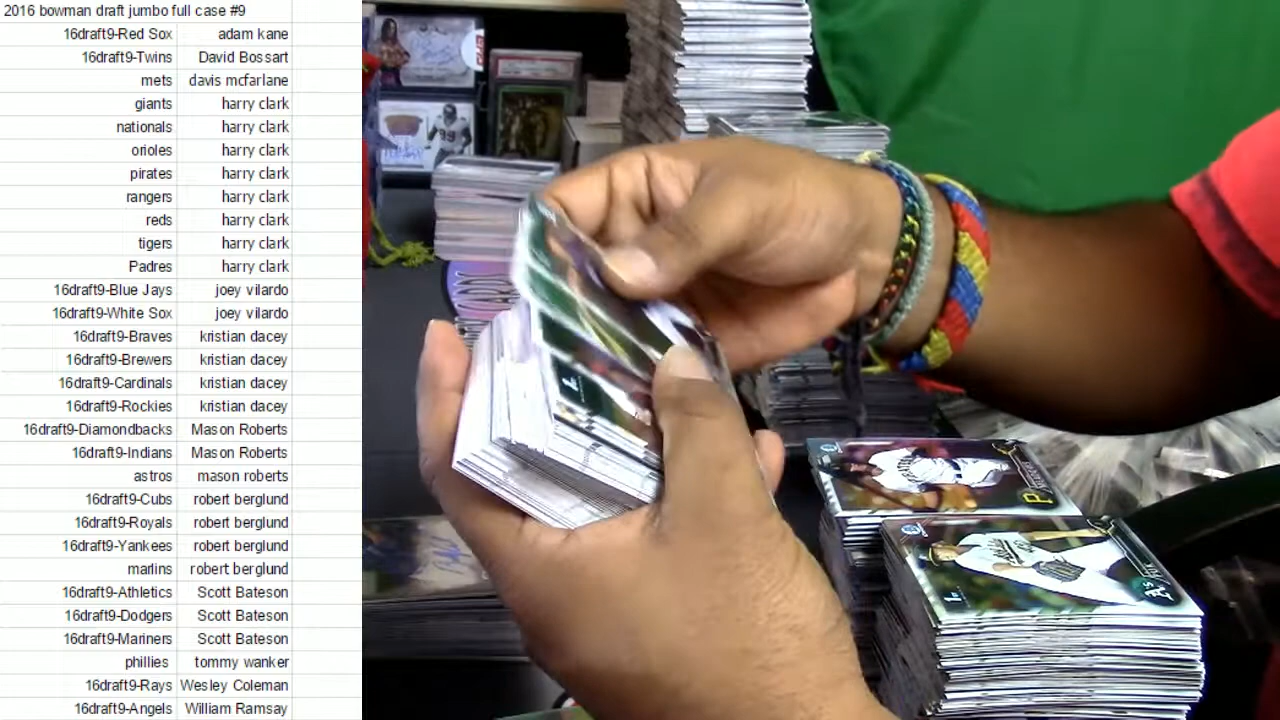 2016 bowman draft jumbo full case #9
16draft9-Red Sox adam kane
16draft9-Twins David Bossart
mets davis mcfarlane
giants harry clark
nationals harry clark
orioles harry clark
pirates harry clark
rangers harry clark
reds harry clark
tigers harry clark
Padres harry clark
16draft9-Blue Jays joey vilardo
16draft9-White Sox joey vilardo
16draft9-Braves kristian dacey
16draft9-Brewers kristian dacey
16draft9-Cardinals kristian dacey
16draft9-Rockies kristian dacey
16draft9-Diamondbacks Mason Roberts
16draft9-Indians Mason Roberts
astros mason roberts
16draft9-Cubs robert berglund
16draft9-Royals robert berglund
16draft9-Yankees robert berglund
marlins robert berglund
16draft9-Athletics Scott Bateson
16draft9-Dodgers Scott Bateson
16draft9-Mariners Scott Bateson
phillies tommy wanker
16draft9-Rays Wesley Coleman
16draft9-Angels William Ramsay
P
A's